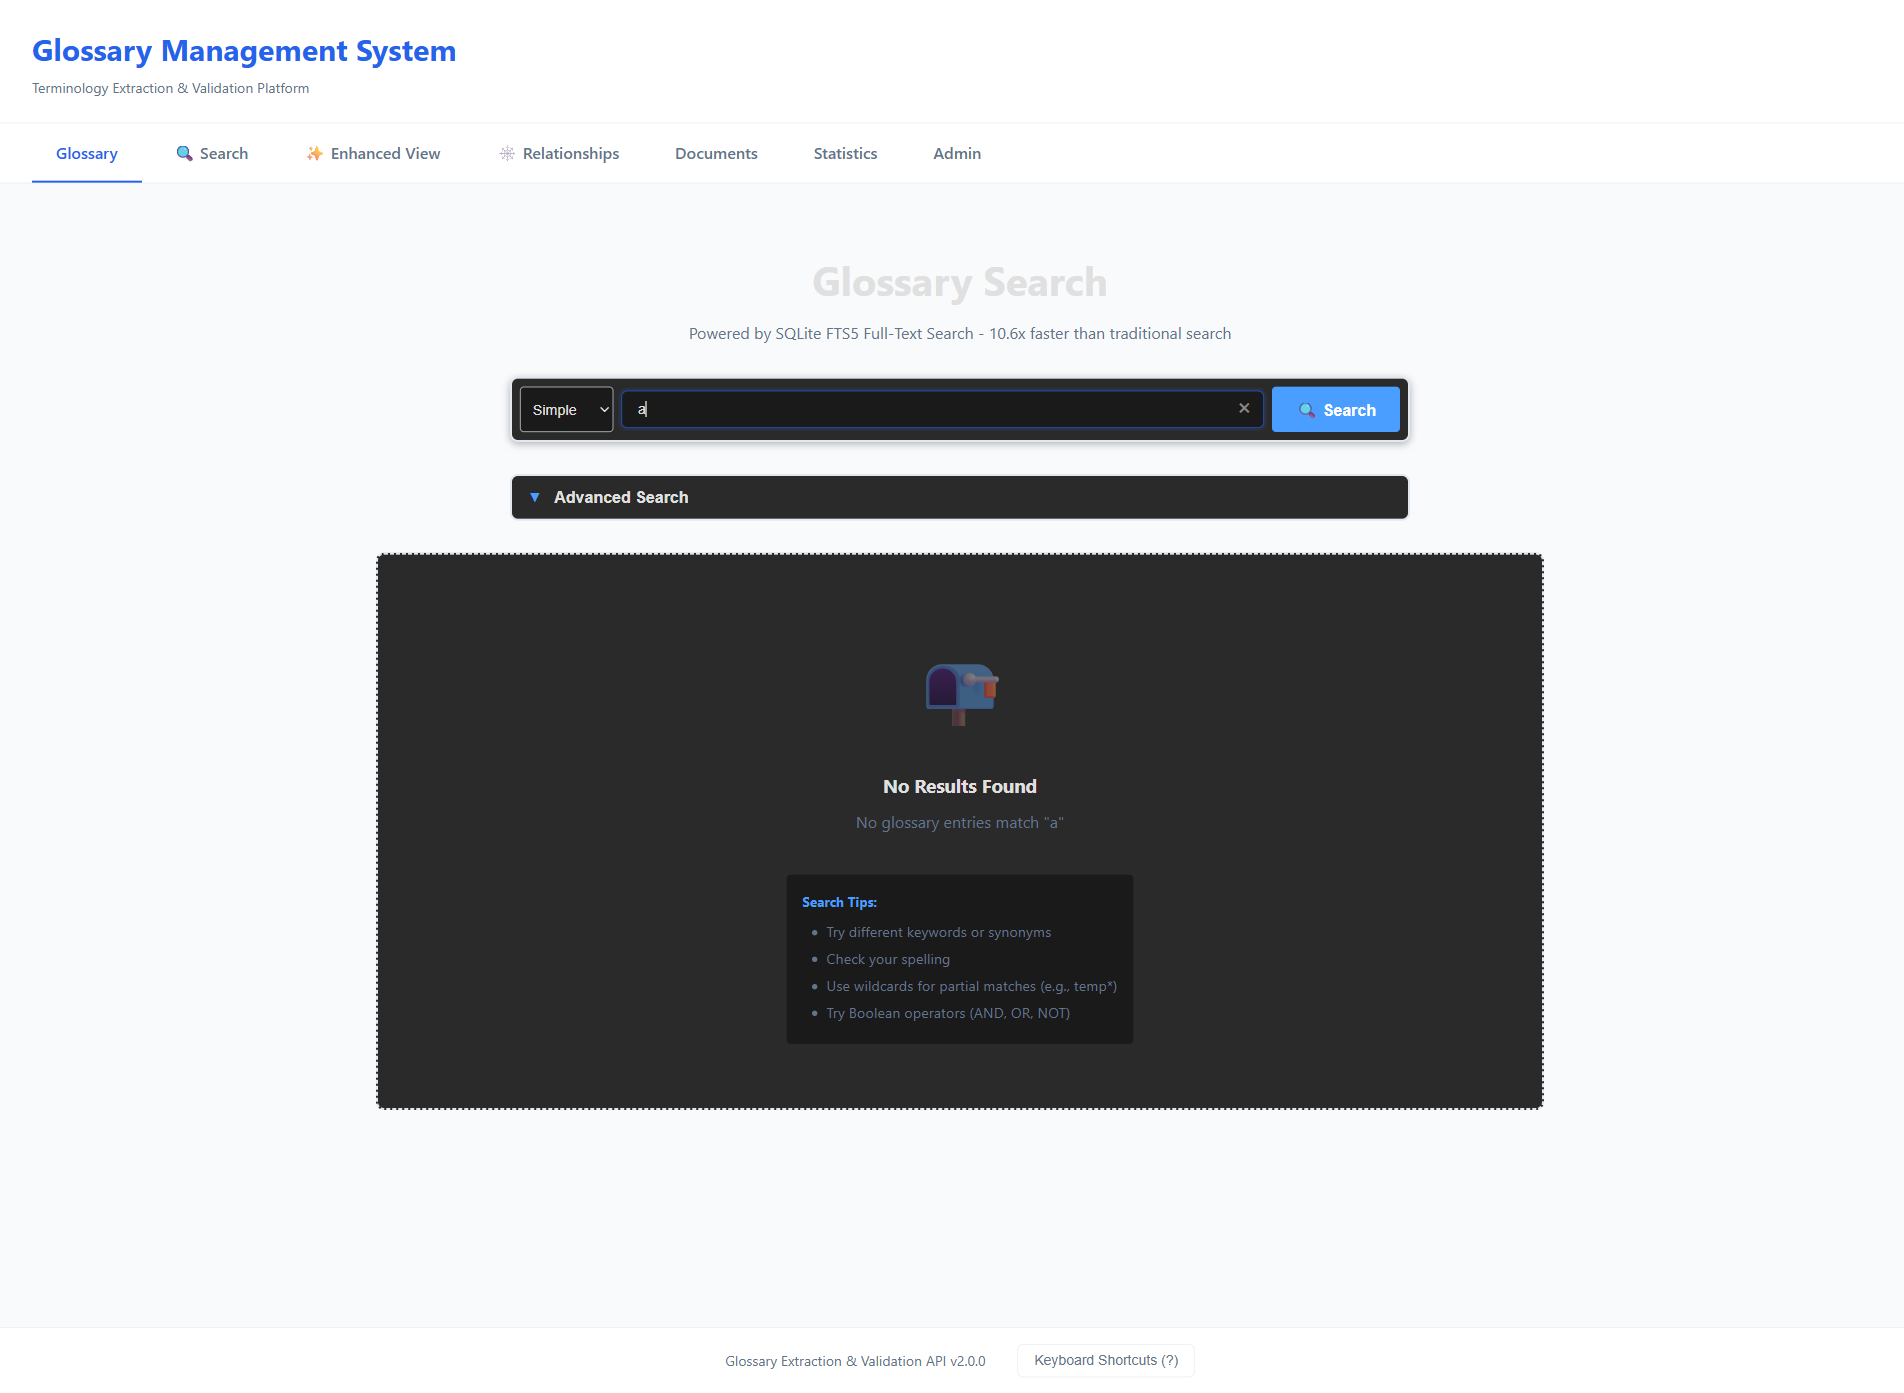 Glossary Management System
Terminology Extraction & Validation Platform
Glossary
Search
Enhanced View
Relationships
Documents
Statistics
Admin
Glossary Search
Powered by SQLite FTS5 Full-Text Search - 10.6x faster than traditional search
Simple
a
Search
Advanced Search
No Results Found
No glossary entries match "a"
Search Tips:
Try different keywords or synonyms
Check your spelling
Use wildcards for partial matches (e.g., temp*)
Try Boolean operators (AND, OR, NOT)
Glossary Extraction & Validation API v2.0.0
Keyboard Shortcuts (?)